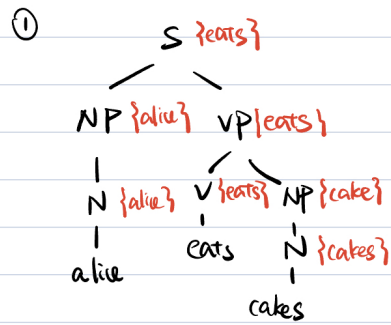 ①
S {eats}
NP {alice} VP {eats}
N {alice} V {eats} NP {cake}
alice eats N {cakes}
cakes